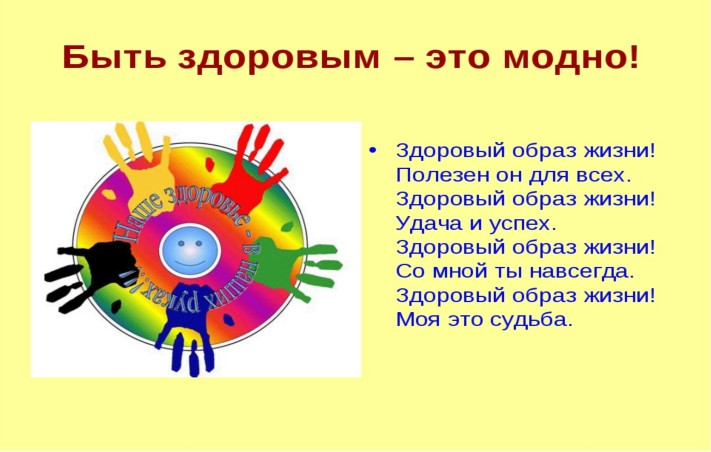 Быть здоровым – это модно!
Наше здоровье - в наших руках!
• Здоровый образ жизни!
Полезен он для всех.
Здоровый образ жизни!
Удача и успех.
Здоровый образ жизни!
Со мной ты навсегда.
Здоровый образ жизни!
Моя это судьба.